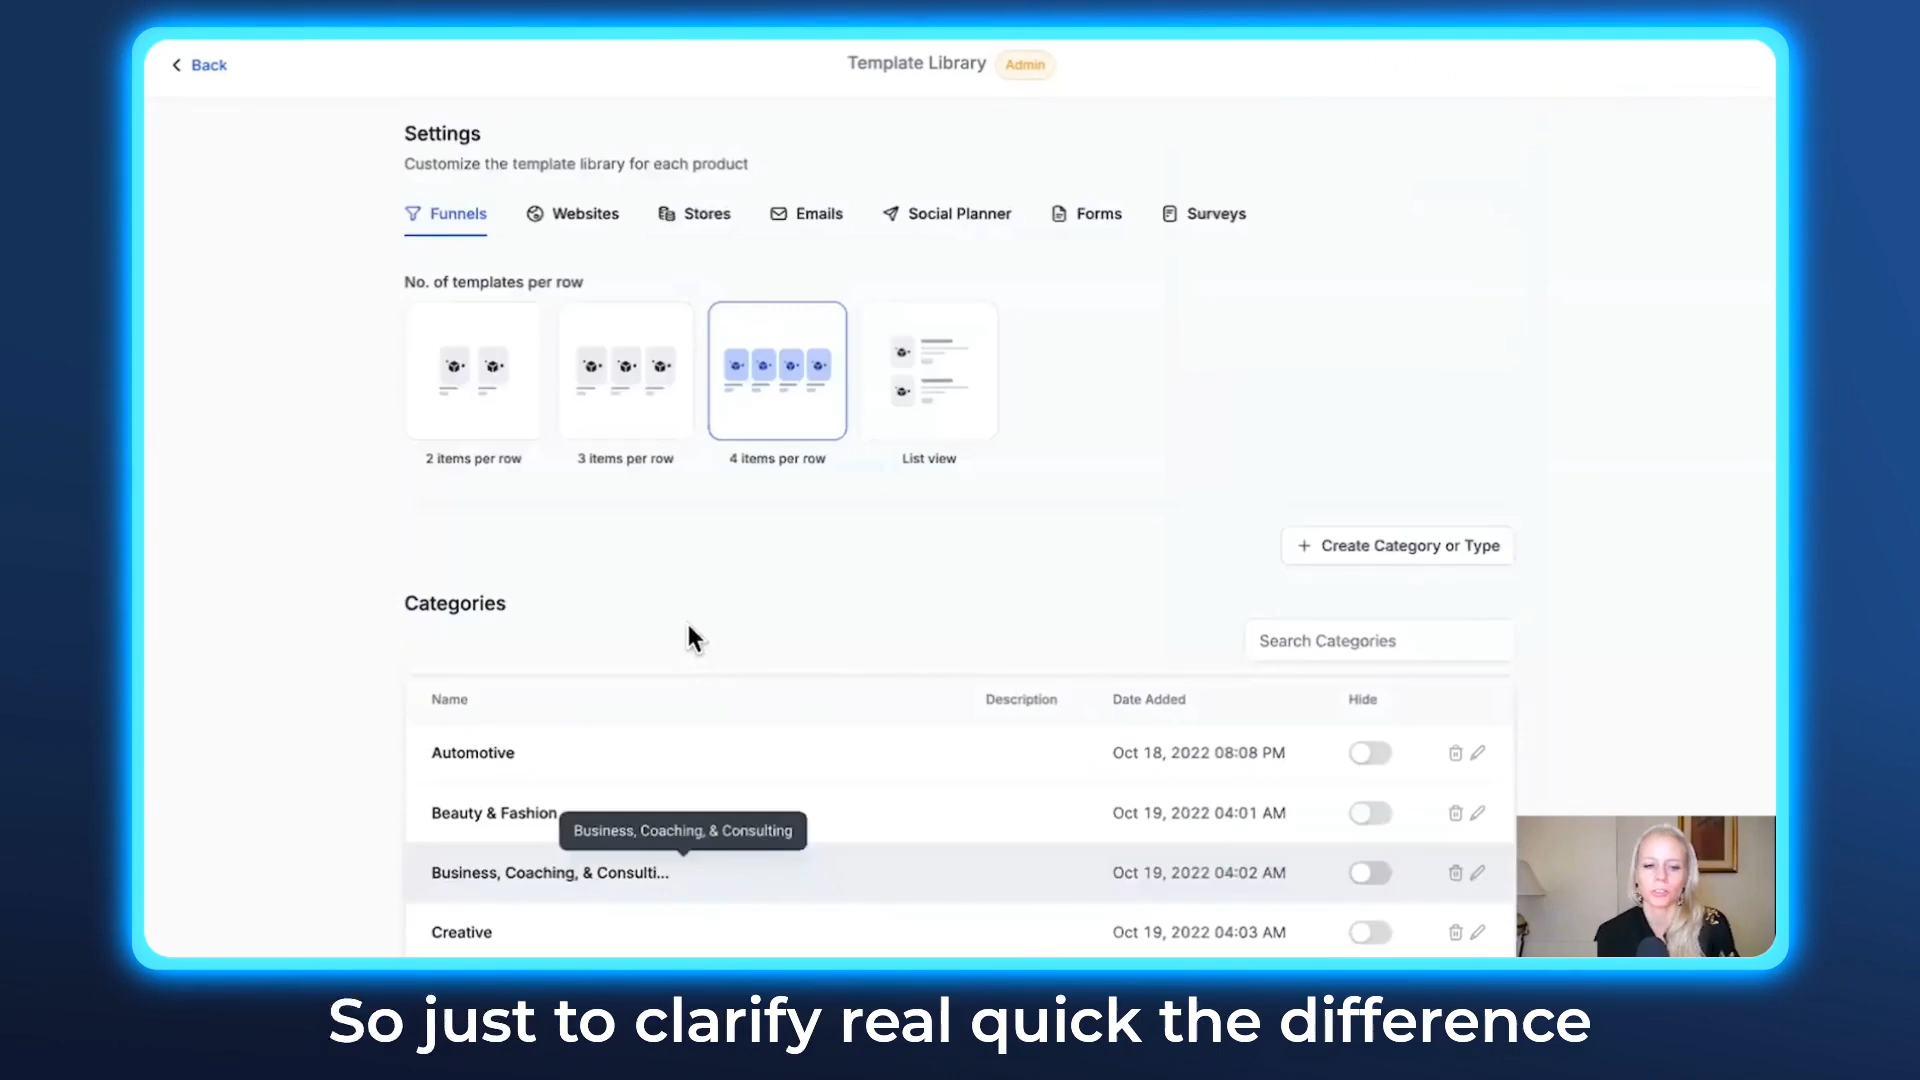 Back
Template Library Admin
Settings
Customize the template library for each product
Funnels Websites Stores Emails Social Planner Forms Surveys
No. of templates per row
2 items per row 3 items per row 4 items per row List view
+ Create Category or Type
Categories
Search Categories
Name Description Date Added Hide
Automotive Oct 18, 2022 08:08 PM
Beauty & Fashion Oct 19, 2022 04:01 AM
Business, Coaching, & Consulting
Business, Coaching, & Consulti... Oct 19, 2022 04:02 AM
Creative Oct 19, 2022 04:03 AM
So just to clarify real quick the difference